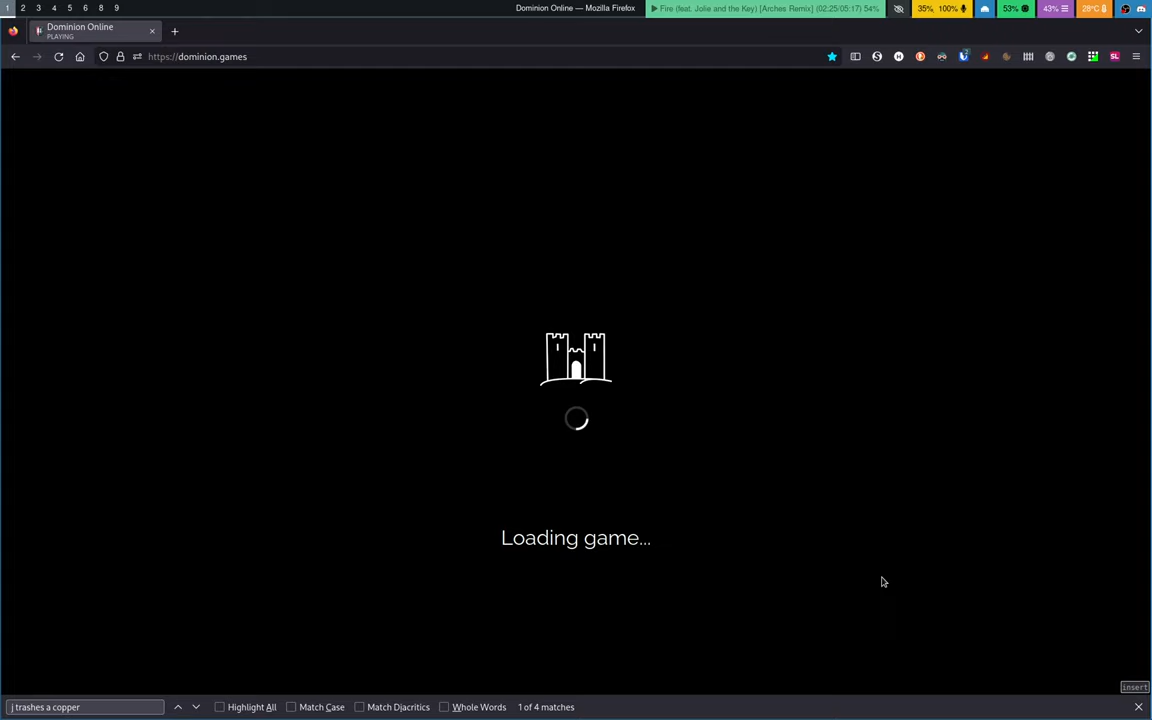 1 2 3 4 5 6 8 9
Dominion Online — Mozilla Firefox
Fire (feat. Jolie and the Key) [Arches Remix] (02:25/05:17) 54%
35%, 100%
53%
43%
28°C
Dominion Online
PLAYING
https://dominion.games
2
SL
Loading game...
insert
j trashes a copper
Highlight All
Match Case
Match Diacritics
Whole Words
1 of 4 matches